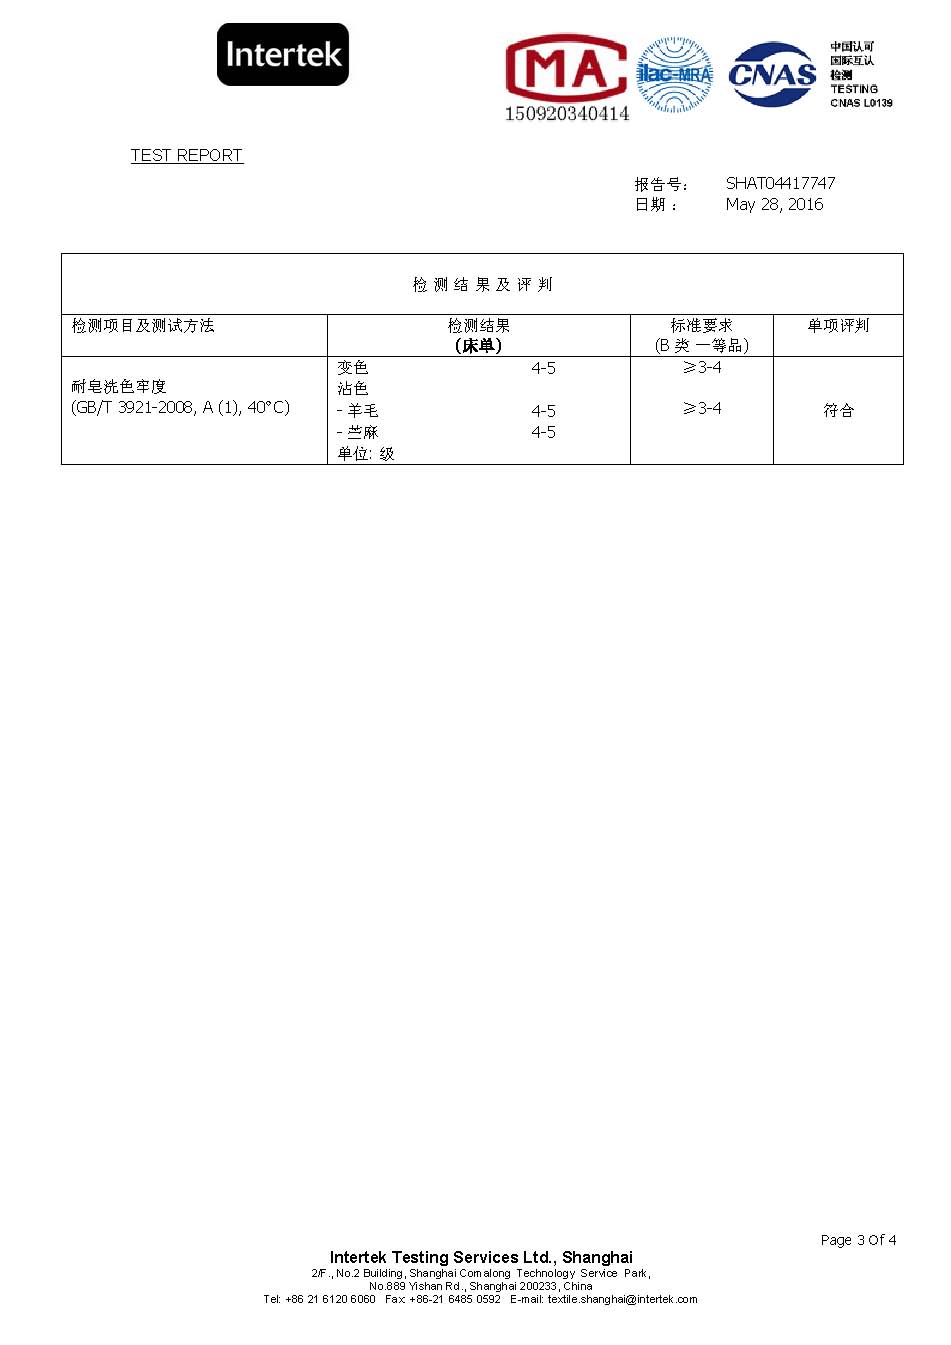 Intertek
MA
150920340414
ilac-MRA
CNAS
中国认可
国际互认
检测
TESTING
CNAS L0139
TEST REPORT
报告号: SHAT04417747
日期 : May 28, 2016
检 测 结 果 及 评 判
检测项目及测试方法 检测结果 标准要求 单项评判
(床单) (B 类 一等品)
变色 4-5 ≥3-4
耐皂洗色牢度 沾色
(GB/T 3921-2008, A (1), 40°C) - 羊毛 4-5 ≥3-4 符合
- 苎麻 4-5
单位: 级
Page 3 Of 4
Intertek Testing Services Ltd., Shanghai
2/F., No.2 Building, Shanghai Comalong Technology Service Park,
No.889 Yishan Rd., Shanghai 200233, China
Tel: +86 21 6120 6060 Fax: +86-21 6485 0592 E-mail: textile.shanghai@intertek.com